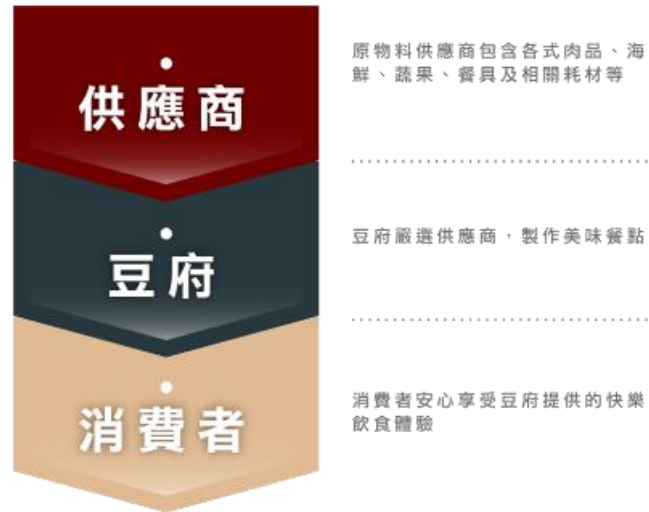 供應商
原物料供應商包含各式肉品、海
鮮、蔬果、餐具及相關耗材等
豆府
豆府嚴選供應商，製作美味餐點
消費者
消費者安心享受豆府提供的快樂
飲食體驗